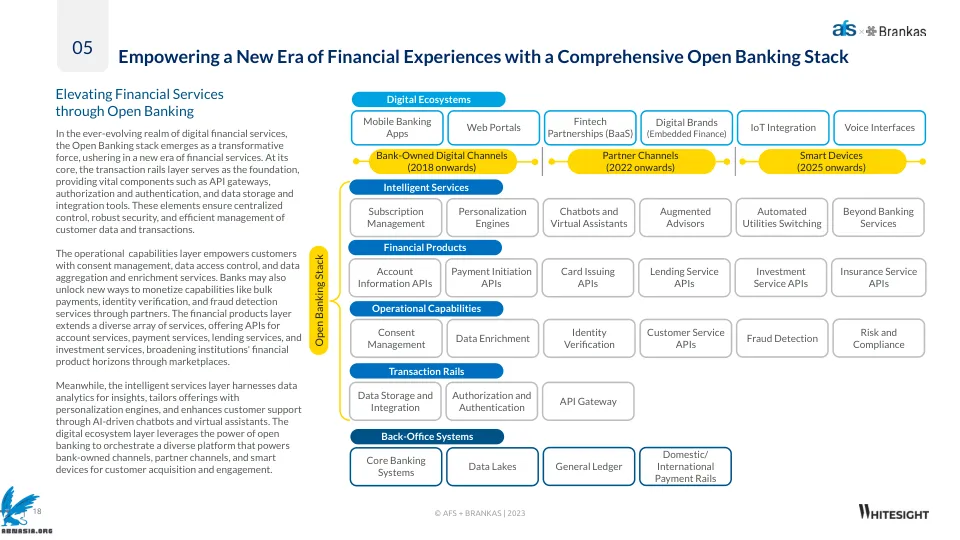 05
afs × Brankas
Empowering a New Era of Financial Experiences with a Comprehensive Open Banking Stack
Elevating Financial Services
through Open Banking
In the ever-evolving realm of digital financial services,
the Open Banking stack emerges as a transformative
force, ushering in a new era of financial services. At its
core, the transaction rails layer serves as the foundation,
providing vital components such as API gateways,
authorization and authentication, and data storage and
integration tools. These elements ensure centralized
control, robust security, and efficient management of
customer data and transactions.
The operational capabilities layer empowers customers
with consent management, data access control, and data
aggregation and enrichment services. Banks may also
unlock new ways to monetize capabilities like bulk
payments, identity verification, and fraud detection
services through partners. The financial products layer
extends a diverse array of services, offering APIs for
account services, payment services, lending services, and
investment services, broadening institutions' financial
product horizons through marketplaces.
Meanwhile, the intelligent services layer harnesses data
analytics for insights, tailors offerings with
personalization engines, and enhances customer support
through AI-driven chatbots and virtual assistants. The
digital ecosystem layer leverages the power of open
banking to orchestrate a diverse platform that powers
bank-owned channels, partner channels, and smart
devices for customer acquisition and engagement.
Digital Ecosystems
Mobile Banking
Apps
Web Portals
Fintech
Partnerships (BaaS)
Digital Brands
(Embedded Finance)
IoT Integration
Voice Interfaces
Bank-Owned Digital Channels
(2018 onwards)
Partner Channels
(2022 onwards)
Smart Devices
(2025 onwards)
Open Banking Stack
Intelligent Services
Subscription
Management
Personalization
Engines
Chatbots and
Virtual Assistants
Augmented
Advisors
Automated
Utilities Switching
Beyond Banking
Services
Financial Products
Account
Information APIs
Payment Initiation
APIs
Card Issuing
APIs
Lending Service
APIs
Investment
Service APIs
Insurance Service
APIs
Operational Capabilities
Consent
Management
Data Enrichment
Identity
Verification
Customer Service
APIs
Fraud Detection
Risk and
Compliance
Transaction Rails
Data Storage and
Integration
Authorization and
Authentication
API Gateway
Back-Office Systems
Core Banking
Systems
Data Lakes
General Ledger
Domestic/
International
Payment Rails
18
ABMASIA.ORG
© AFS + BRANKAS | 2023
WHITESIGHT